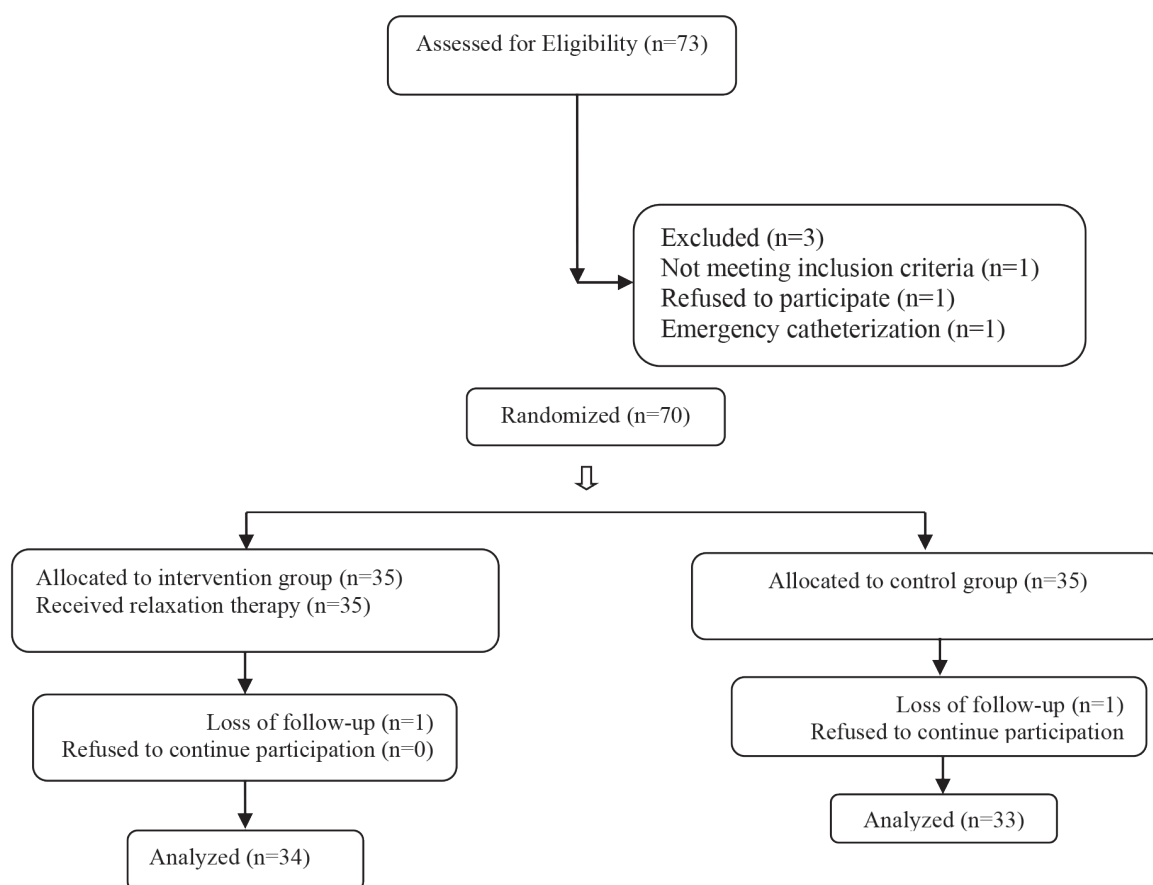 Assessed for Eligibility (n=73)
Excluded (n=3)
Not meeting inclusion criteria (n=1)
Refused to participate (n=1)
Emergency catheterization (n=1)
Randomized (n=70)
Allocated to intervention group (n=35)
Received relaxation therapy (n=35)
Allocated to control group (n=35)
Loss of follow-up (n=1)
Refused to continue participation (n=0)
Loss of follow-up (n=1)
Refused to continue participation
Analyzed (n=34)
Analyzed (n=33)